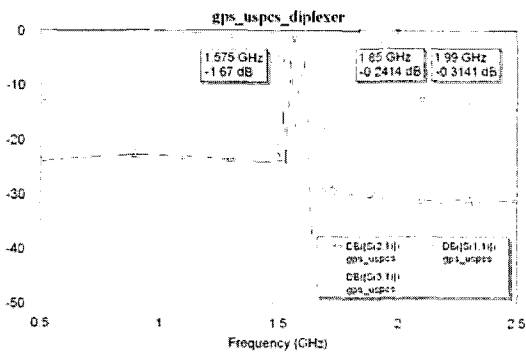 gps_uspcs_diplexer
0
1.575 GHz
-1.67 dB
1.85 GHz
-0.2414 dB
1.99 GHz
-0.3141 dB
-10
-20
-30
-40
-50
DB(|S(2,1)|)
gps_uspcs
DB(|S(1,1)|)
gps_uspcs
DB(|S(3,1)|)
gps_uspcs
0.5
1
1.5
2
2.5
Frequency (GHz)